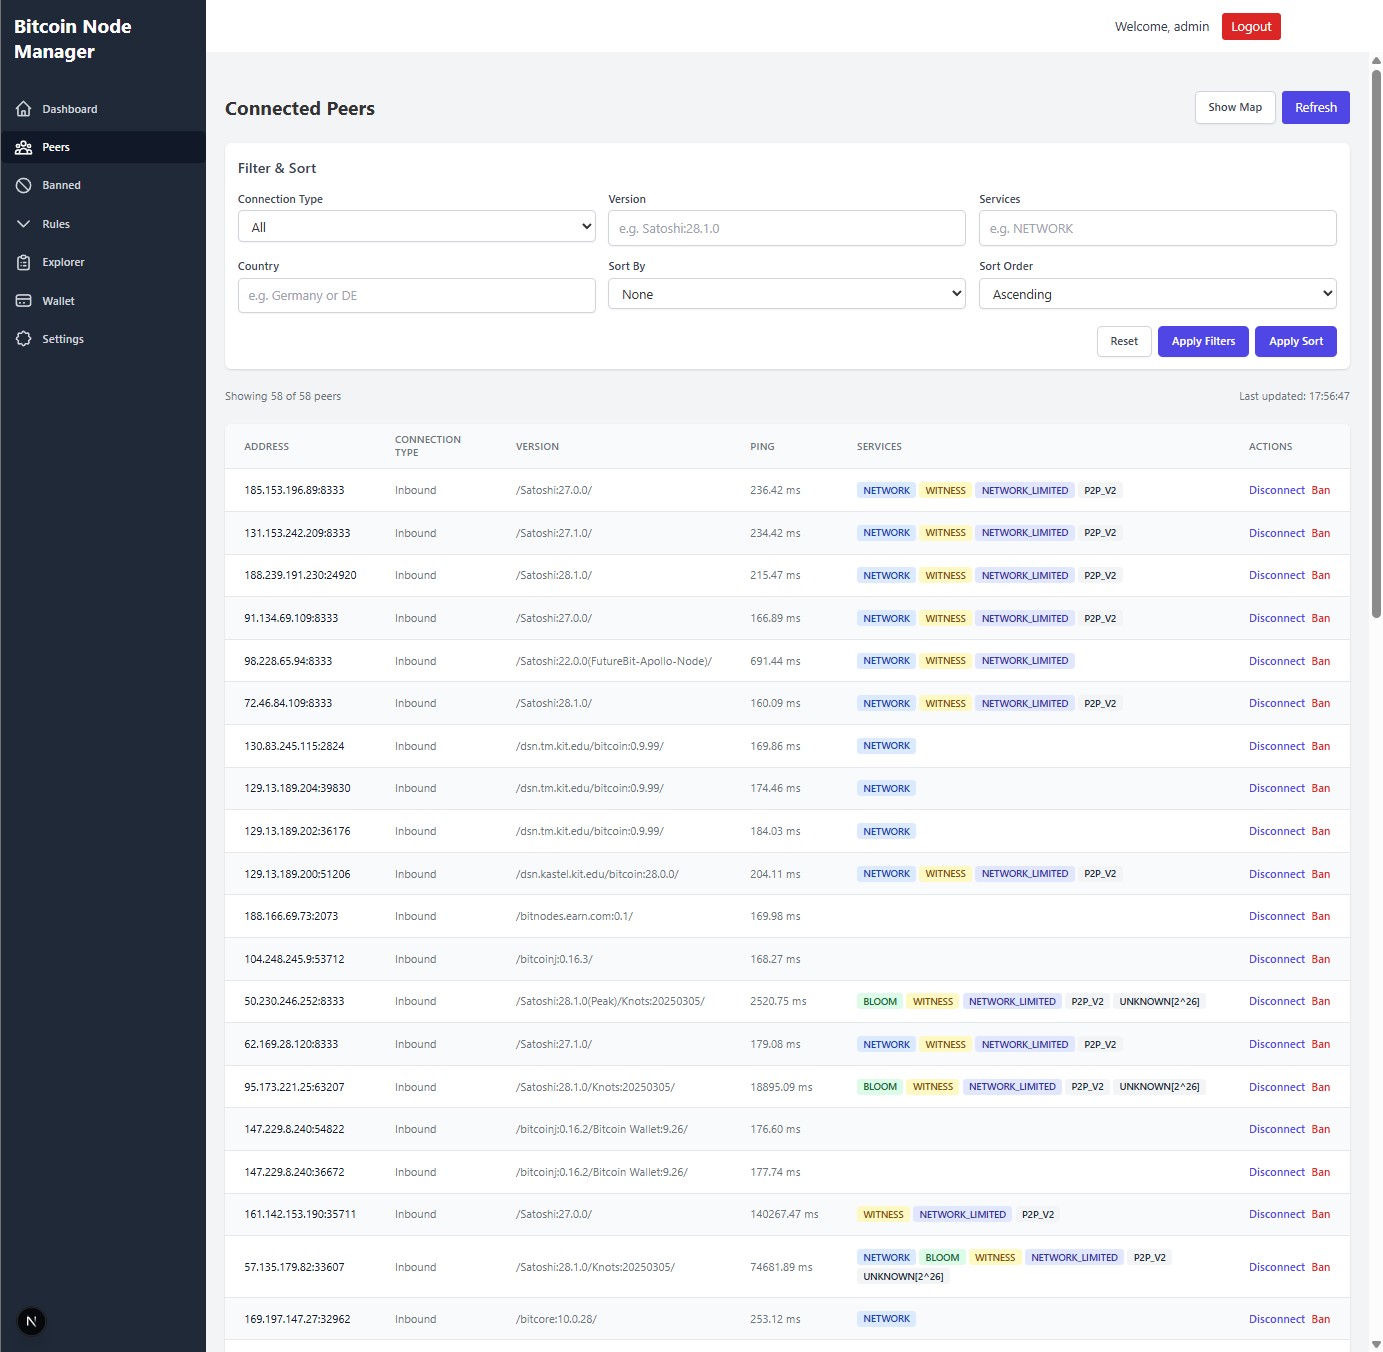 Bitcoin Node
Manager
Welcome, admin
Logout
Dashboard
Peers
Banned
Rules
Explorer
Wallet
Settings
Connected Peers
Show Map
Refresh
Filter & Sort
Connection Type
Version
Services
All
e.g. Satoshi:28.1.0
e.g. NETWORK
Country
Sort By
Sort Order
e.g. Germany or DE
None
Ascending
Reset
Apply Filters
Apply Sort
Showing 58 of 58 peers
Last updated: 17:56:47
ADDRESS CONNECTION TYPE VERSION PING SERVICES ACTIONS
185.153.196.89:8333 Inbound /Satoshi:27.0.0/ 236.42 ms NETWORK WITNESS NETWORK_LIMITED P2P_V2 Disconnect Ban
131.153.242.209:8333 Inbound /Satoshi:27.1.0/ 234.42 ms NETWORK WITNESS NETWORK_LIMITED P2P_V2 Disconnect Ban
188.239.191.230:24920 Inbound /Satoshi:28.1.0/ 215.47 ms NETWORK WITNESS NETWORK_LIMITED P2P_V2 Disconnect Ban
91.134.69.109:8333 Inbound /Satoshi:27.0.0/ 166.89 ms NETWORK WITNESS NETWORK_LIMITED P2P_V2 Disconnect Ban
98.228.65.94:8333 Inbound /Satoshi:22.0.0(FutureBit-Apollo-Node)/ 691.44 ms NETWORK WITNESS NETWORK_LIMITED Disconnect Ban
72.46.84.109:8333 Inbound /Satoshi:28.1.0/ 160.09 ms NETWORK WITNESS NETWORK_LIMITED P2P_V2 Disconnect Ban
130.83.245.115:2824 Inbound /dsn.tm.kit.edu/bitcoin:0.9.99/ 169.86 ms NETWORK Disconnect Ban
129.13.189.204:39830 Inbound /dsn.tm.kit.edu/bitcoin:0.9.99/ 174.46 ms NETWORK Disconnect Ban
129.13.189.202:36176 Inbound /dsn.tm.kit.edu/bitcoin:0.9.99/ 184.03 ms NETWORK Disconnect Ban
129.13.189.200:51206 Inbound /dsn.kastel.kit.edu/bitcoin:28.0.0/ 204.11 ms NETWORK WITNESS NETWORK_LIMITED P2P_V2 Disconnect Ban
188.166.69.73:2073 Inbound /bitnodes.earn.com:0.1/ 169.98 ms Disconnect Ban
104.248.245.9:53712 Inbound /bitcoinj:0.16.3/ 168.27 ms Disconnect Ban
50.230.246.252:8333 Inbound /Satoshi:28.1.0(Peak)/Knots:20250305/ 2520.75 ms BLOOM WITNESS NETWORK_LIMITED P2P_V2 UNKNOWN[2^26] Disconnect Ban
62.169.28.120:8333 Inbound /Satoshi:27.1.0/ 179.08 ms NETWORK WITNESS NETWORK_LIMITED P2P_V2 Disconnect Ban
95.173.221.25:63207 Inbound /Satoshi:28.1.0/Knots:20250305/ 18895.09 ms BLOOM WITNESS NETWORK_LIMITED P2P_V2 UNKNOWN[2^26] Disconnect Ban
147.229.8.240:54822 Inbound /bitcoinj:0.16.2/Bitcoin Wallet:9.26/ 176.60 ms Disconnect Ban
147.229.8.240:36672 Inbound /bitcoinj:0.16.2/Bitcoin Wallet:9.26/ 177.74 ms Disconnect Ban
161.142.153.190:35711 Inbound /Satoshi:27.0.0/ 140267.47 ms WITNESS NETWORK_LIMITED P2P_V2 Disconnect Ban
57.135.179.82:33607 Inbound /Satoshi:28.1.0/Knots:20250305/ 74681.89 ms NETWORK BLOOM WITNESS NETWORK_LIMITED P2P_V2 UNKNOWN[2^26] Disconnect Ban
169.197.147.27:32962 Inbound /bitcore:10.0.28/ 253.12 ms NETWORK Disconnect Ban
N